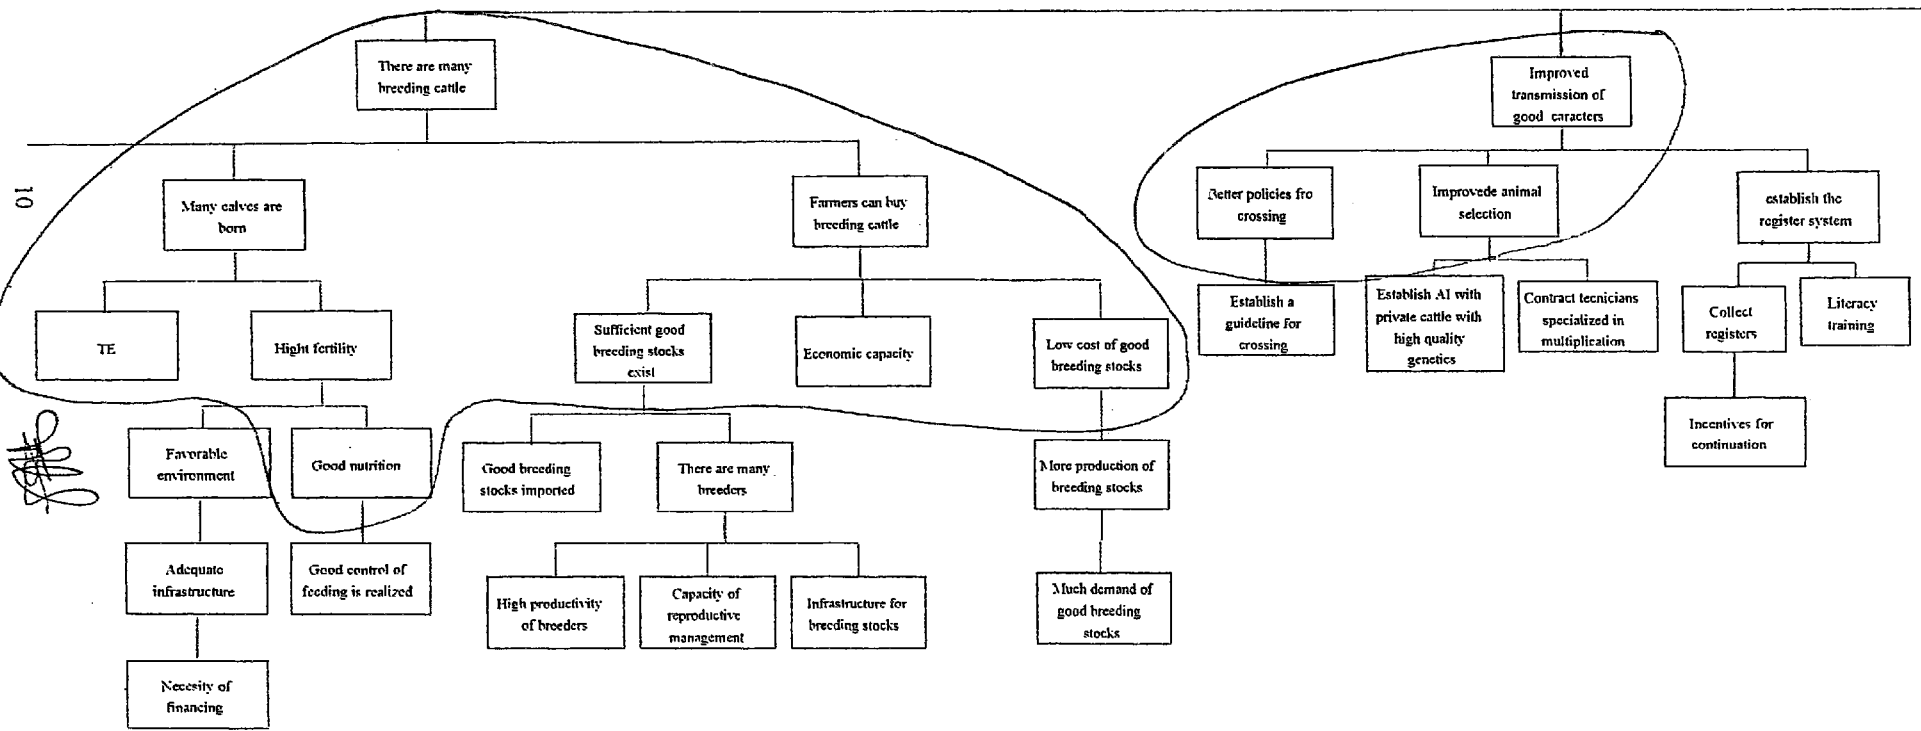 There are many
breeding cattle
Improved
transmission of
good caracters
10
Many calves are
born
Farmers can buy
breeding cattle
Better policies fro
crossing
Improvede animal
selection
establish the
register system
TE
Hight fertility
Sufficient good
breeding stocks
exist
Economic capacity
Low cost of good
breeding stocks
Establish a
guideline for
crossing
Establish AI with
private cattle with
high quality
genetics
Contract tecnicians
specialized in
multiplication
Collect
registers
Literacy
training
Favorable
environment
Good nutrition
Good breeding
stocks imported
There are many
breeders
More production of
breeding stocks
Incentives for
continuation
Adequate
infrastructure
Good control of
feeding is realized
High productivity
of breeders
Capacity of
reproductive
management
Infrastructure for
breeding stocks
Much demand of
good breeding
stocks
Necesity of
financing